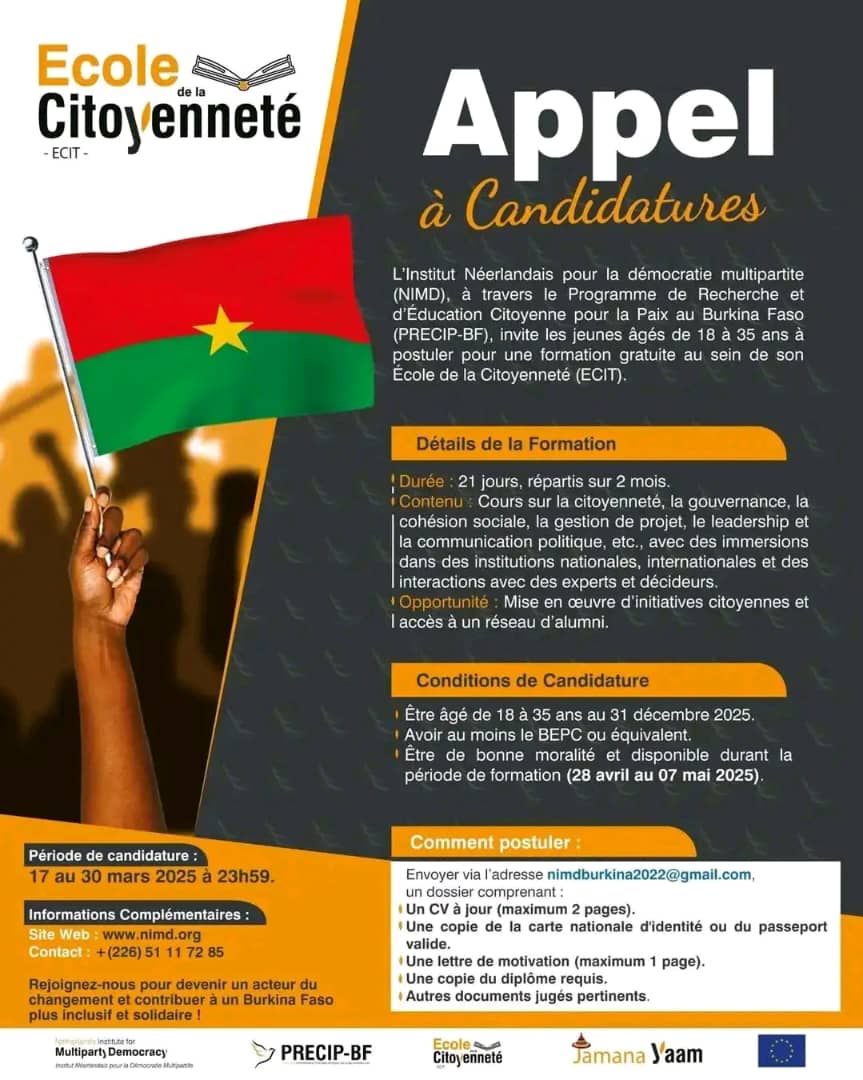 Ecole
de la
Citoyenneté
- ECIT -
Appel
à Candidatures
L'Institut Néerlandais pour la démocratie multipartite
(NIMD), à travers le Programme de Recherche et
d'Éducation Citoyenne pour la Paix au Burkina Faso
(PRECIP-BF), invite les jeunes âgés de 18 à 35 ans à
postuler pour une formation gratuite au sein de son
École de la Citoyenneté (ECIT).
Détails de la Formation
Durée : 21 jours, répartis sur 2 mois.
Contenu : Cours sur la citoyenneté, la gouvernance, la
cohésion sociale, la gestion de projet, le leadership et
la communication politique, etc., avec des immersions
dans des institutions nationales, internationales et des
interactions avec des experts et décideurs.
Opportunité : Mise en œuvre d'initiatives citoyennes et
accès à un réseau d'alumni.
Conditions de Candidature
Être âgé de 18 à 35 ans au 31 décembre 2025.
Avoir au moins le BEPC ou équivalent.
Être de bonne moralité et disponible durant la
période de formation (28 avril au 07 mai 2025).
Comment postuler :
Envoyer via l'adresse nimdburkina2022@gmail.com,
un dossier comprenant :
Un CV à jour (maximum 2 pages).
Une copie de la carte nationale d'identité ou du passeport
valide.
Une lettre de motivation (maximum 1 page).
Une copie du diplôme requis.
Autres documents jugés pertinents.
Période de candidature :
17 au 30 mars 2025 à 23h59.
Informations Complémentaires :
Site Web : www.nimd.org
Contact : +(226) 51 11 72 85
Rejoignez-nous pour devenir un acteur du
changement et contribuer à un Burkina Faso
plus inclusif et solidaire !
Netherlands Institute for
Multiparty Democracy
Institut Néerlandais pour la Démocratie Multipartite
PRECIP-BF
Ecole
de la
Citoyenneté
Jamana Yaam